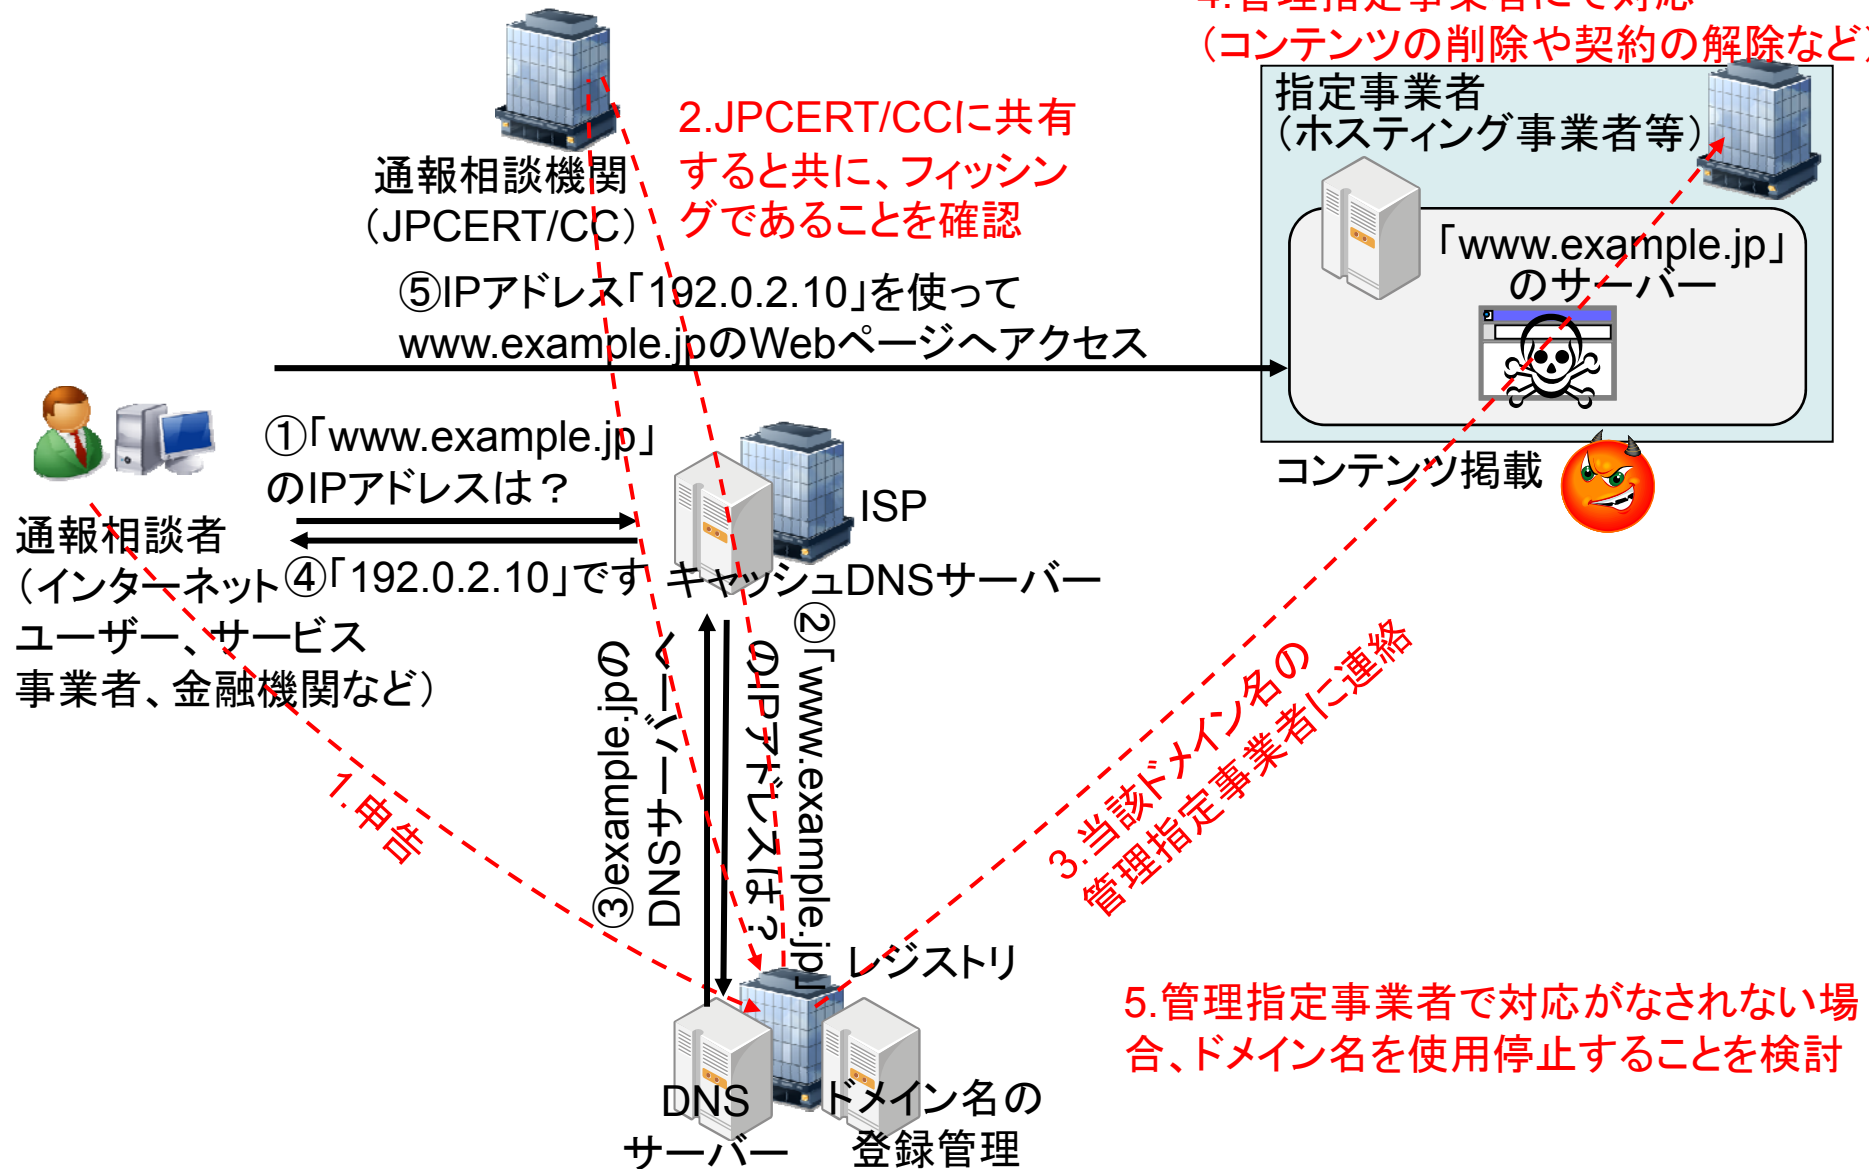 4.管理指定事業者にて対応
（コンテンツの削除や契約の解除など）
指定事業者
（ホスティング事業者等）
2.JPCERT/CCに共有
すると共に、フィッシン
グであることを確認
通報相談機関
（JPCERT/CC）
「www.example.jp」
のサーバー
⑤IPアドレス「192.0.2.10」を使って
www.example.jpのWebページへアクセス
コンテンツ掲載
①「www.example.jp」
のIPアドレスは？
ISP
通報相談者
（インターネット
ユーザー、サービス
事業者、金融機関など）
④「192.0.2.10」です
キャッシュDNSサーバー
②「www.example.jp」
のIPアドレスは？
③example.jpの
DNSサーバーへ
1.申告
3.当該ドメイン名の
管理指定事業者に連絡
レジストリ
5.管理指定事業者で対応がなされない場
合、ドメイン名を使用停止することを検討
DNS
サーバー
ドメイン名の
登録管理